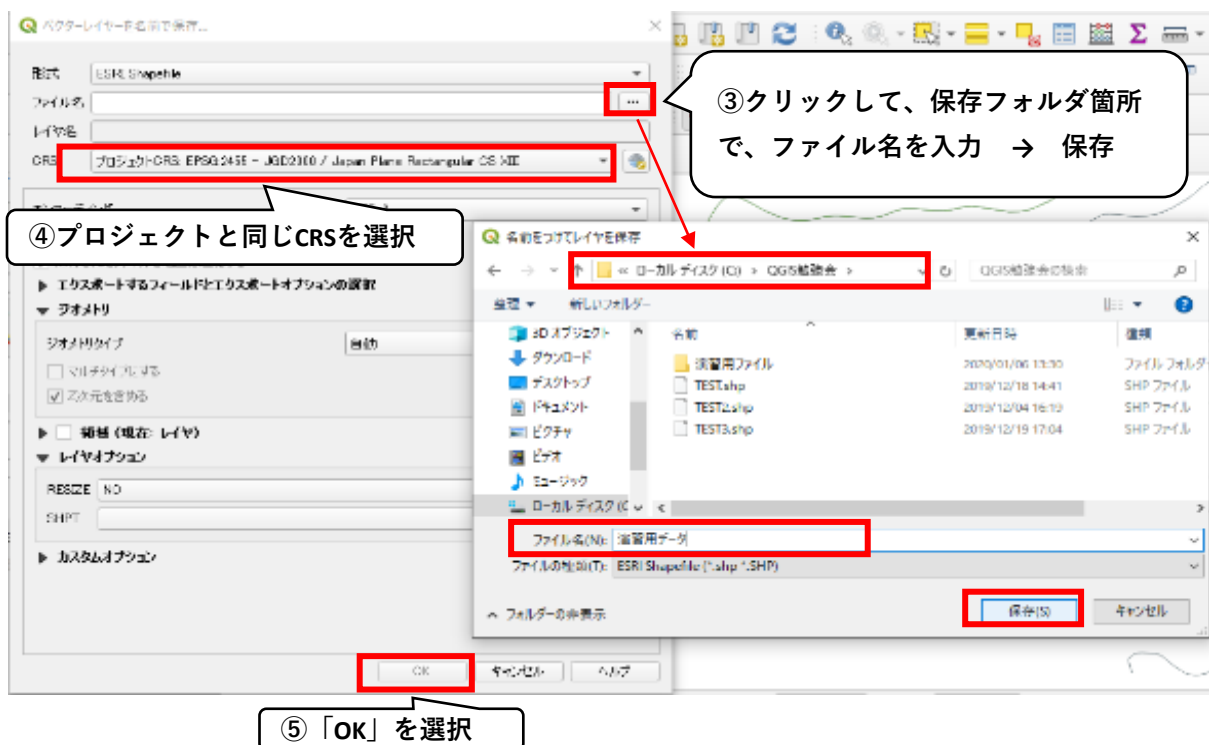 ベクターレイヤーを名前で保存...
形式 ESRI Shapefile
ファイル名
...
レイヤ名
CRS プロジェクトCRS: EPSG:2455 - JGD2000 / Japan Plane Rectangular CS XIII
③クリックして、保存フォルダ箇所
で、ファイル名を入力 → 保存
④プロジェクトと同じCRSを選択
エクスポートするフィールドとエクスポートオプションの選択
ジオメトリ
ジオメトリタイプ 自動
マルチタイプにする
Z次元を含める
領域 (現在: レイヤ)
レイヤオプション
RESIZE NO
SHPT
カスタムオプション
OK キャンセル ヘルプ
⑤「OK」を選択
名前をつけてレイヤを保存
« ローカル ディスク (C:) › QGIS勉強会 › QGIS勉強会の検索
整理 新しいフォルダー
3D オブジェクト
ダウンロード
デスクトップ
ドキュメント
ピクチャ
ビデオ
ミュージック
ローカル ディスク (C
名前 更新日時 種類
演習用ファイル 2020/01/06 13:30 ファイル フォルダ
TEST.shp 2019/12/18 14:41 SHP ファイル
TEST2.shp 2019/12/04 16:19 SHP ファイル
TEST3.shp 2019/12/19 17:04 SHP ファイル
ファイル名(N): 演習用データ
ファイルの種類(T): ESRI Shapefile (*.shp *.SHP)
フォルダーの非表示 保存(S) キャンセル